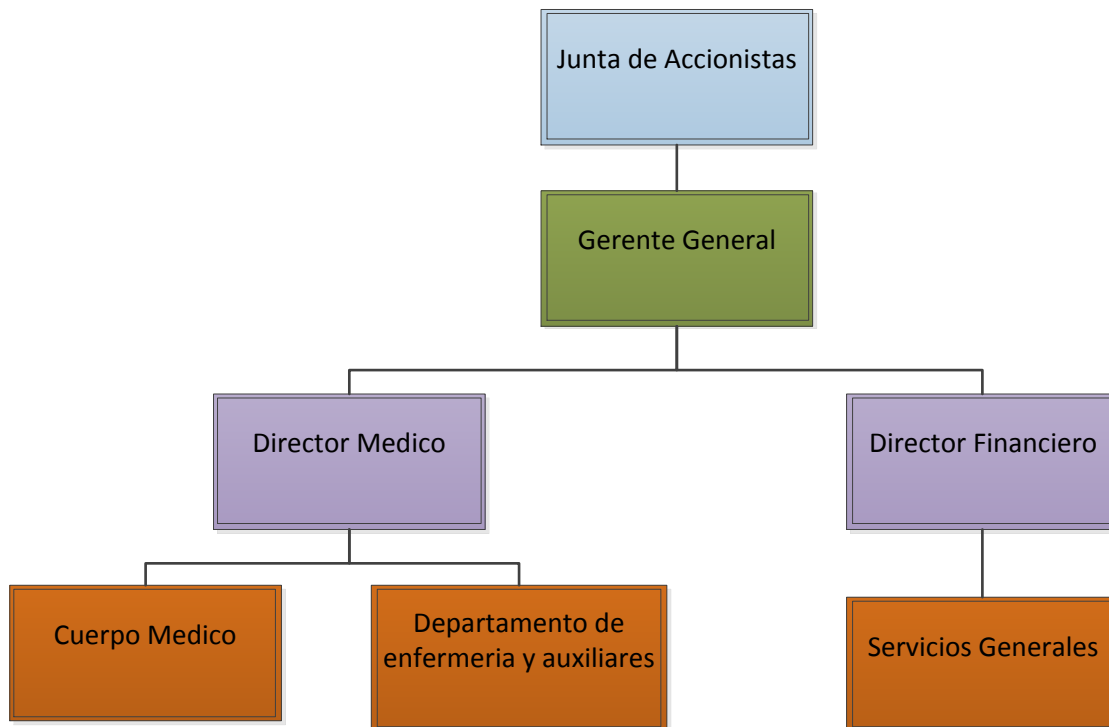 Junta de Accionistas
Gerente General
Director Medico
Director Financiero
Cuerpo Medico
Departamento de
enfermeria y auxiliares
Servicios Generales